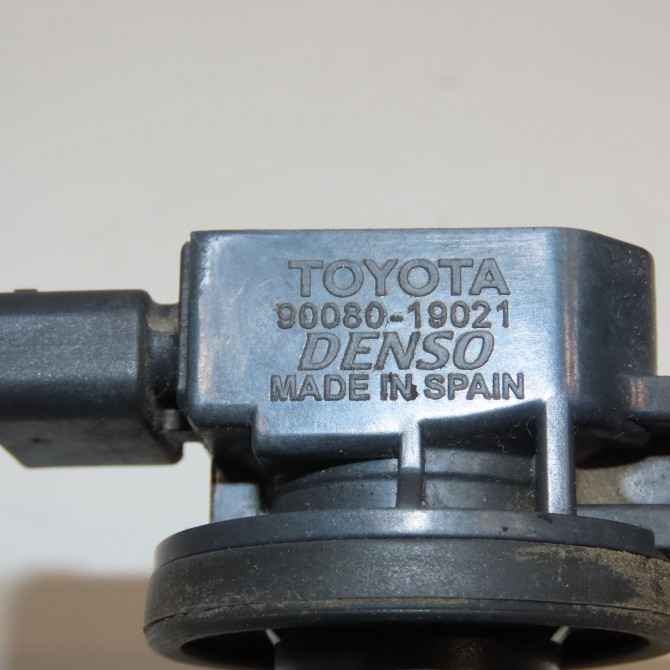 TOYOTA
90080-19021
DENSO
MADE IN SPAIN